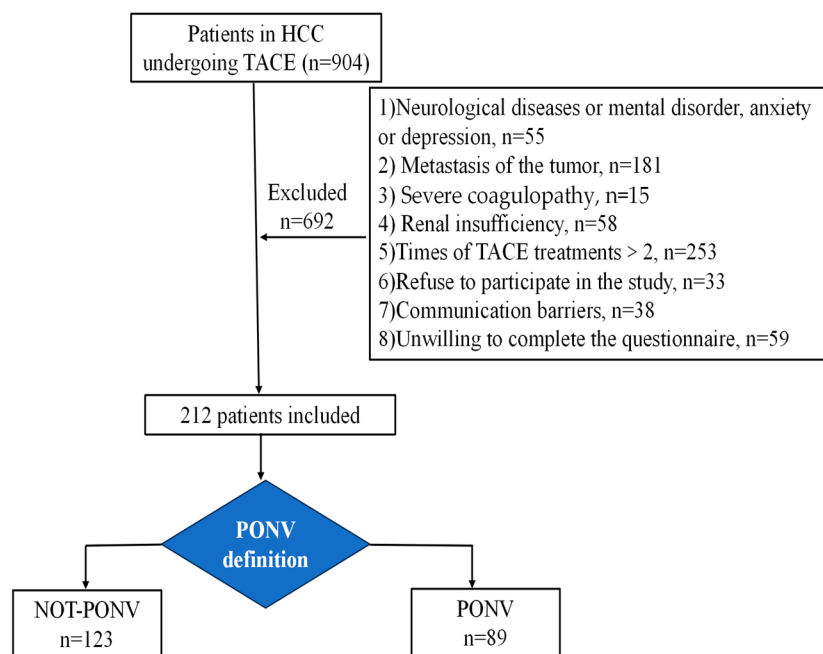 Patients in HCC
undergoing TACE (n=904)
1)Neurological diseases or mental disorder, anxiety
or depression, n=55
2) Metastasis of the tumor, n=181
3) Severe coagulopathy, n=15
4) Renal insufficiency, n=58
5)Times of TACE treatments > 2, n=253
6)Refuse to participate in the study, n=33
7)Communication barriers, n=38
8)Unwilling to complete the questionnaire, n=59
Excluded
n=692
212 patients included
PONV
definition
NOT-PONV
n=123
PONV
n=89